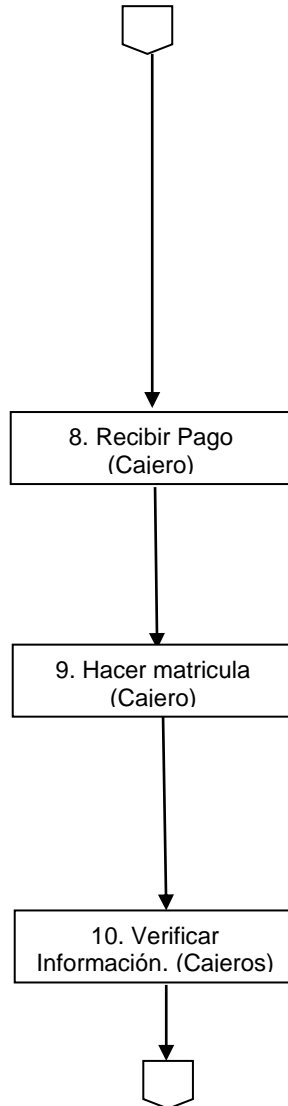 8. Recibir Pago
(Cajero)
9. Hacer matricula
(Cajero)
10. Verificar
Información. (Cajeros)